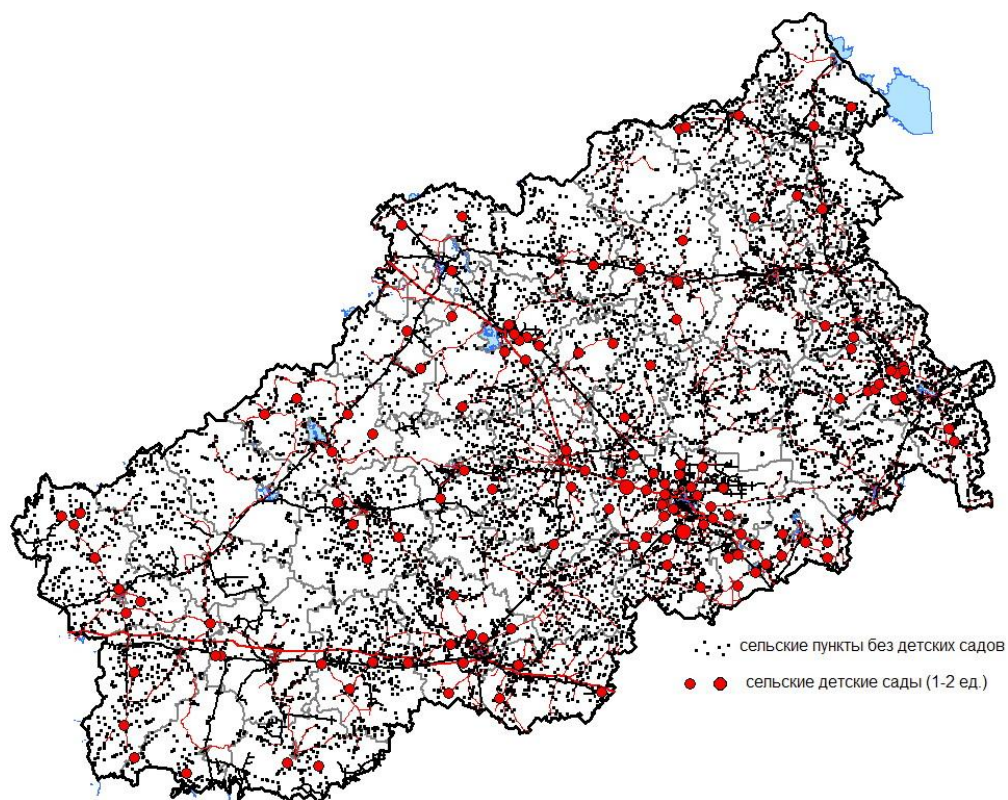 сельские пункты без детских садов
сельские детские сады (1-2 ед.)